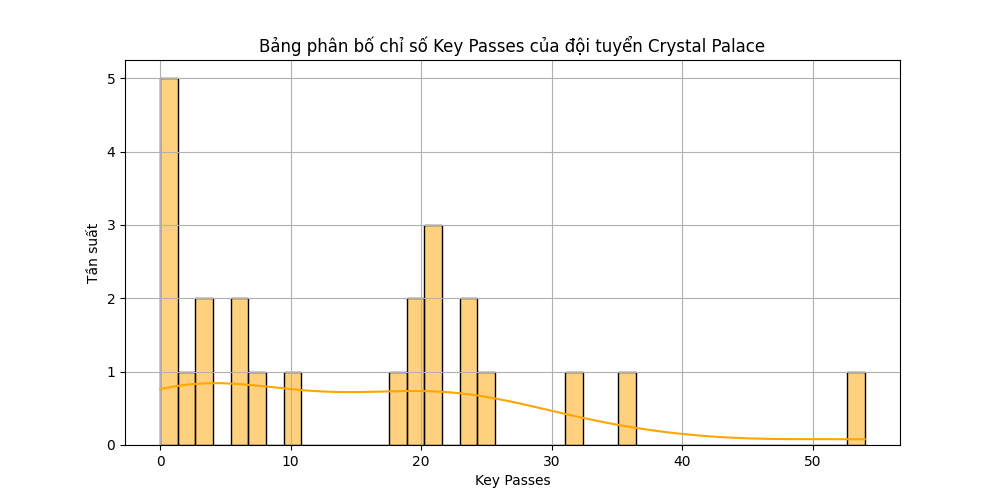 Bảng phân bố chỉ số Key Passes của đội tuyển Crystal Palace
Tần suất
5
4
3
2
1
0
0 10 20 30 40 50
Key Passes